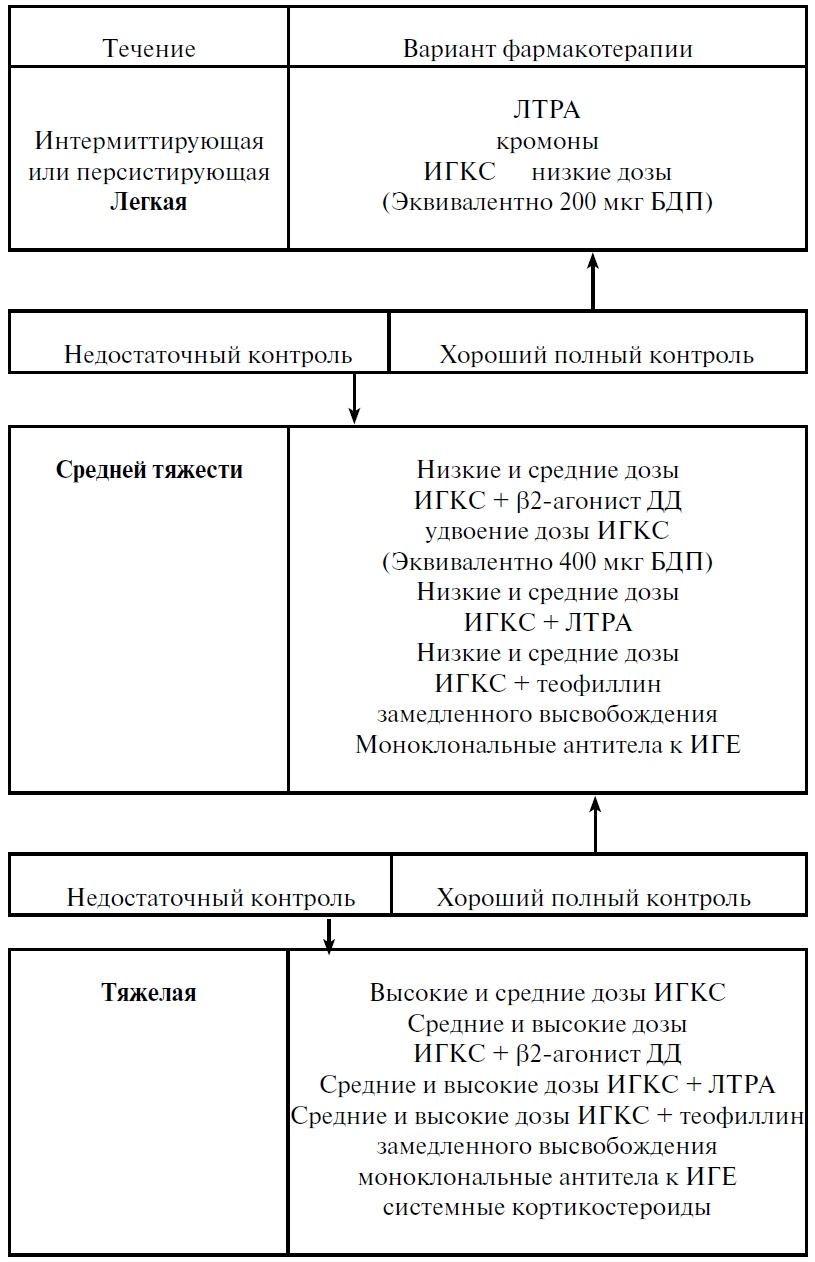 Течение
Вариант фармакотерапии
Интермиттирующая
или персистирующая
Легкая
ЛТРА
кромоны
ИГКС низкие дозы
(Эквивалентно 200 мкг БДП)
Недостаточный контроль
Хороший полный контроль
Средней тяжести
Низкие и средние дозы
ИГКС + β2-агонист ДД
удвоение дозы ИГКС
(Эквивалентно 400 мкг БДП)
Низкие и средние дозы
ИГКС + ЛТРА
Низкие и средние дозы
ИГКС + теофиллин
замедленного высвобождения
Моноклональные антитела к ИГЕ
Недостаточный контроль
Хороший полный контроль
Тяжелая
Высокие и средние дозы ИГКС
Средние и высокие дозы
ИГКС + β2-агонист ДД
Средние и высокие дозы ИГКС + ЛТРА
Средние и высокие дозы ИГКС + теофиллин
замедленного высвобождения
моноклональные антитела к ИГЕ
системные кортикостероиды